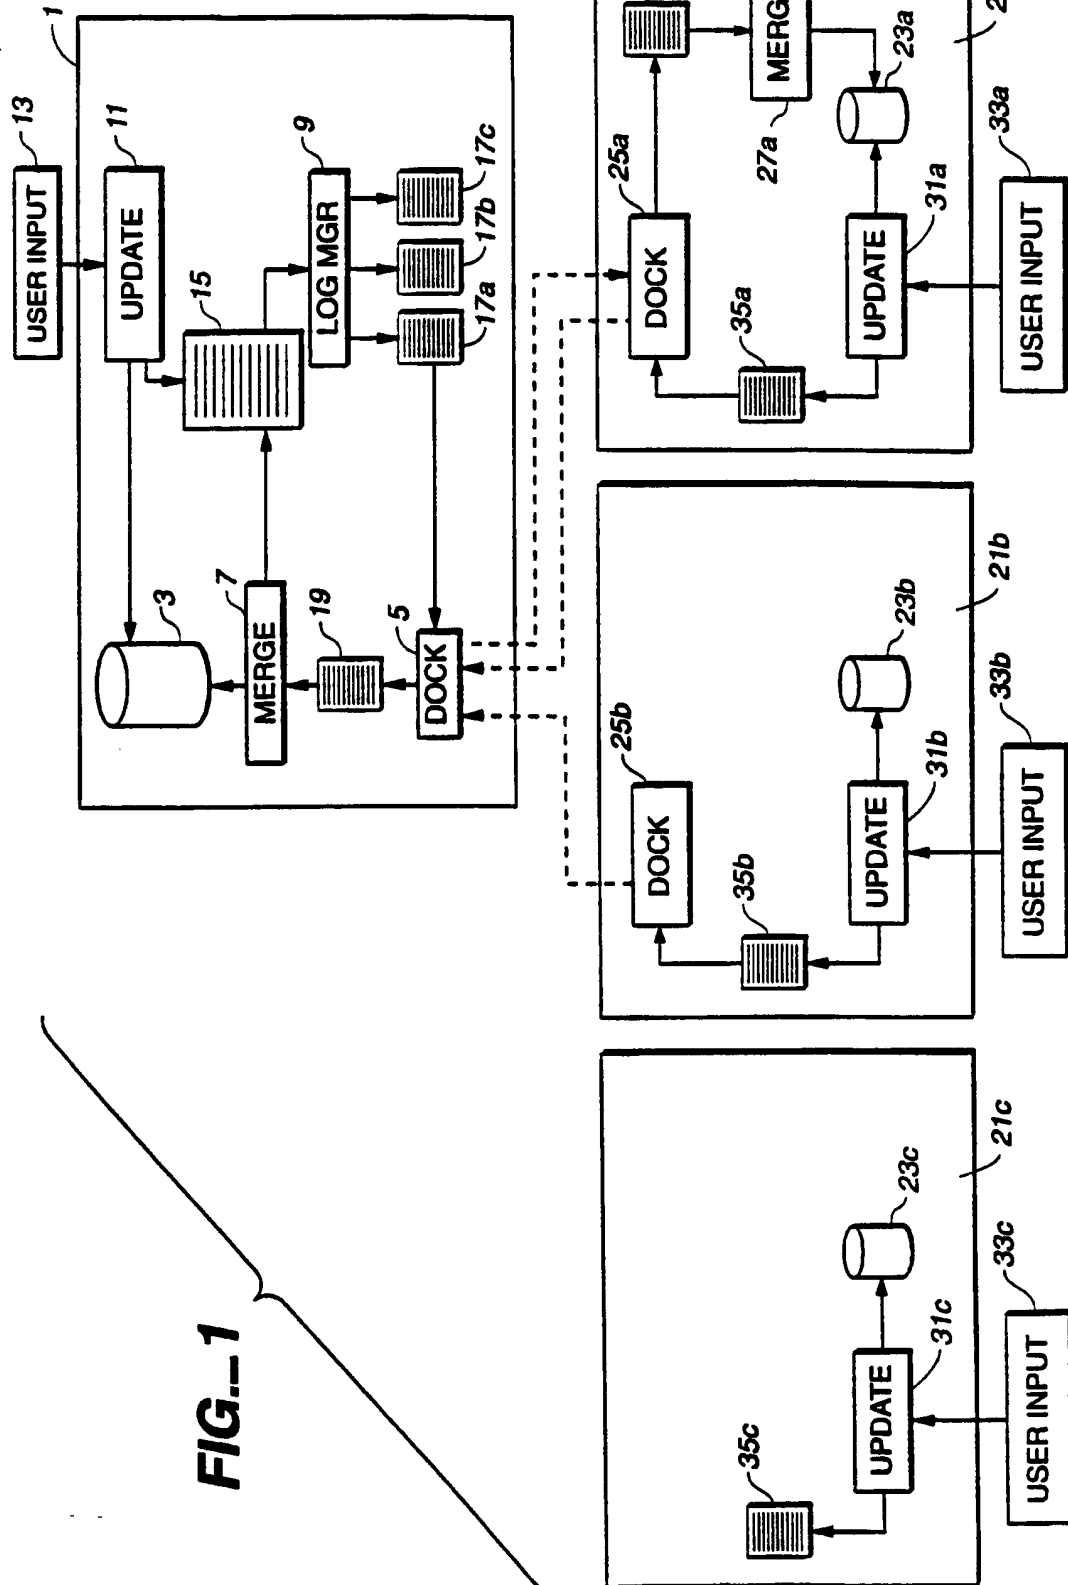 FIG._1
1
USER INPUT
13
UPDATE
11
15
LOG MGR
9
17a
17b
17c
3
MERGE
7
19
DOCK
5
25a
DOCK
MERG
27a
23a
35a
UPDATE
31a
USER INPUT
33a
25b
DOCK
35b
23b
UPDATE
31b
21b
USER INPUT
33b
35c
23c
UPDATE
31c
21c
USER INPUT
33c